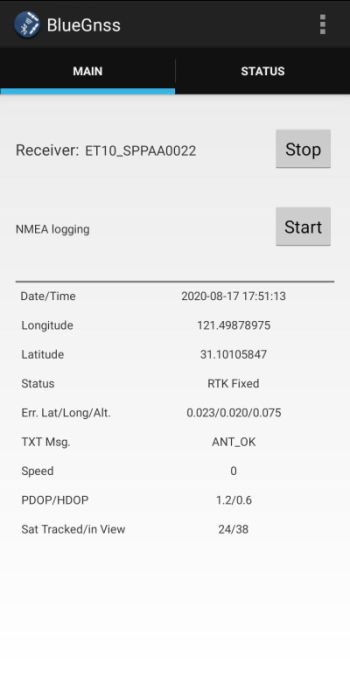 BlueGnss
MAIN STATUS
Receiver: ET10_SPPAA0022 Stop
NMEA logging Start
Date/Time 2020-08-17 17:51:13
Longitude 121.49878975
Latitude 31.10105847
Status RTK Fixed
Err. Lat/Long/Alt. 0.023/0.020/0.075
TXT Msg. ANT_OK
Speed 0
PDOP/HDOP 1.2/0.6
Sat Tracked/in View 24/38